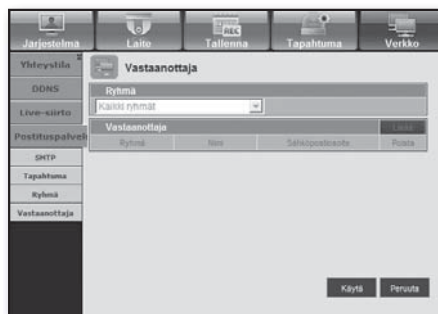 Järjestelmä Laite Tallenna Tapahtuma Verkko
REC
Yhteystila
DDNS
Live-siirto
Postituspalvelu
SMTP
Tapahtuma
Ryhmä
Vastaanottaja
Vastaanottaja
Ryhmä
Kaikki ryhmät
Vastaanottaja Lisää
Ryhmä Nimi Sähköpostiosoite Poista
Käytä Peruuta